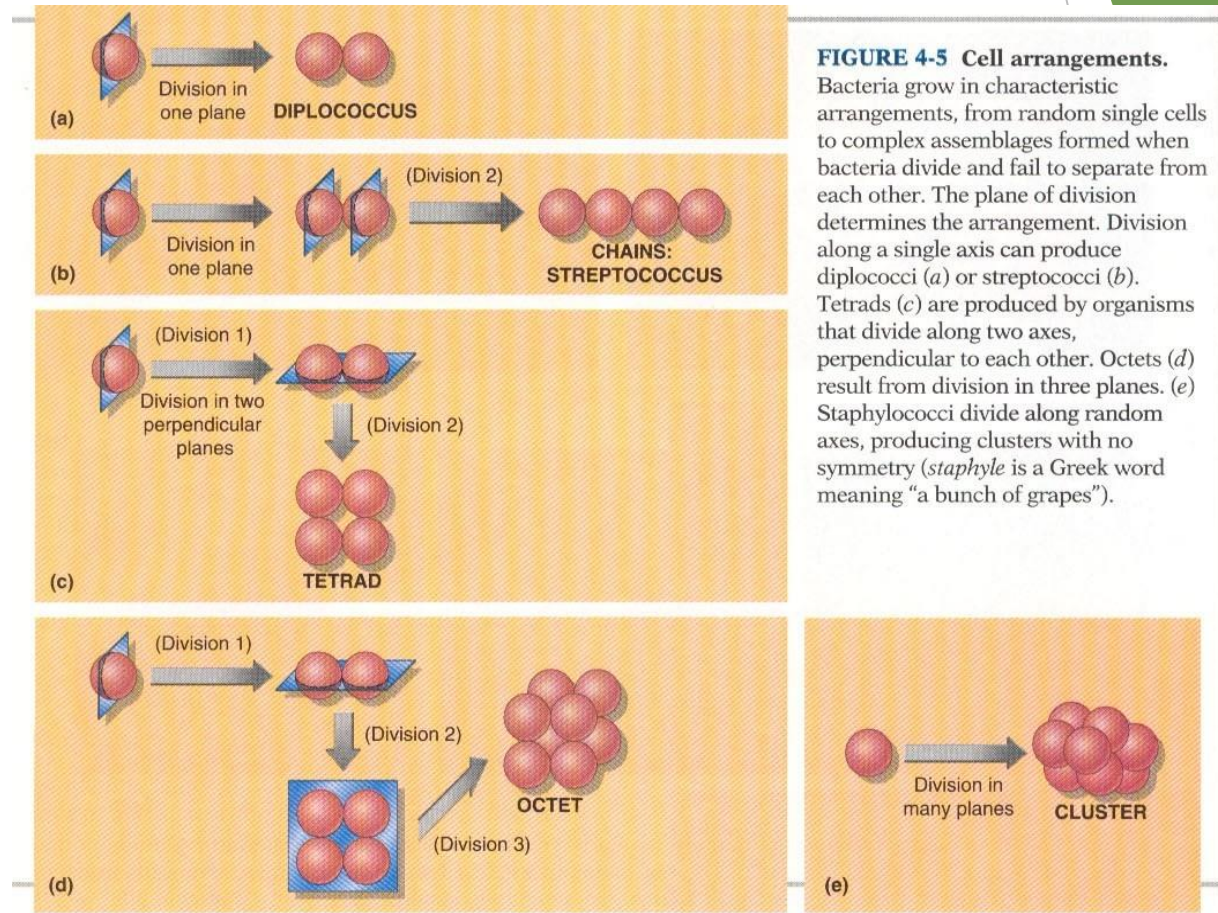 Division in
one plane
DIPLOCOCCUS
(a)
(Division 2)
Division in
one plane
CHAINS:
STREPTOCOCCUS
(b)
(Division 1)
Division in two
perpendicular
planes
(Division 2)
TETRAD
(c)
(Division 1)
(Division 2)
OCTET
(Division 3)
(d)
FIGURE 4-5 Cell arrangements.
Bacteria grow in characteristic
arrangements, from random single cells
to complex assemblages formed when
bacteria divide and fail to separate from
each other. The plane of division
determines the arrangement. Division
along a single axis can produce
diplococci (a) or streptococci (b).
Tetrads (c) are produced by organisms
that divide along two axes,
perpendicular to each other. Octets (d)
result from division in three planes. (e)
Staphylococci divide along random
axes, producing clusters with no
symmetry (staphyle is a Greek word
meaning “a bunch of grapes”).
Division in
many planes
CLUSTER
(e)